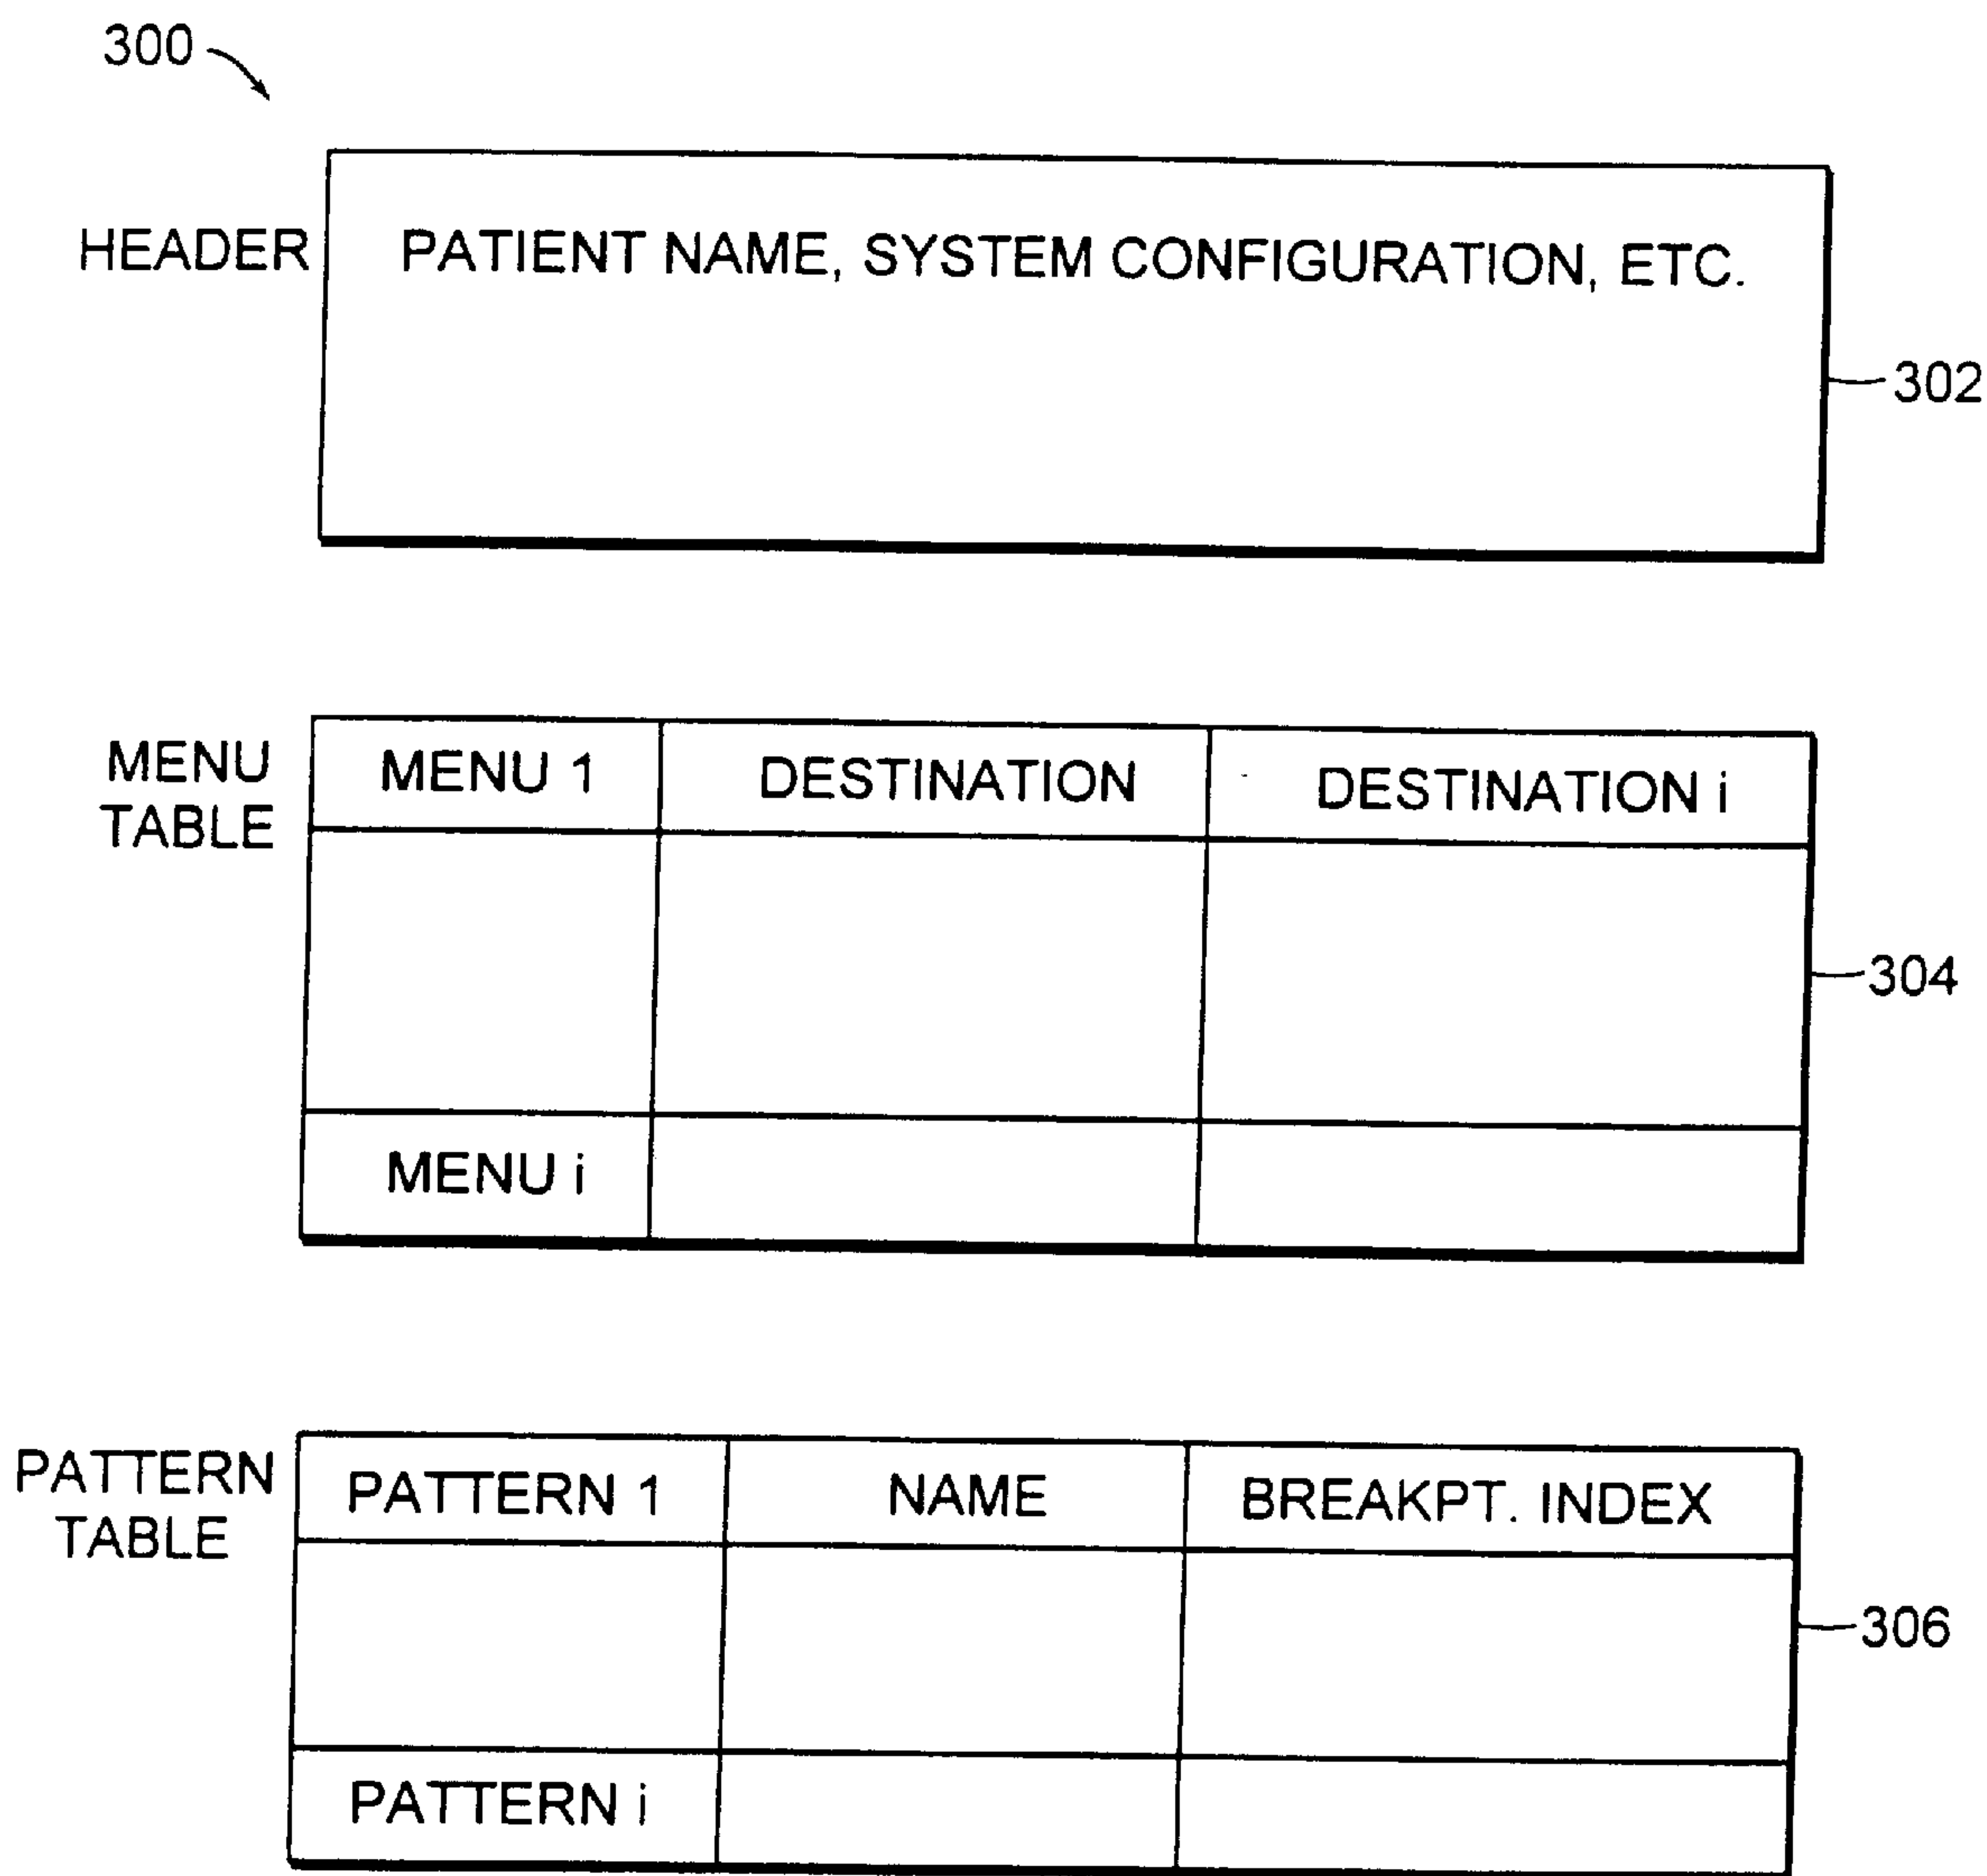 300
HEADER
PATIENT NAME, SYSTEM CONFIGURATION, ETC.
302
MENU
TABLE
MENU 1
DESTINATION
DESTINATION i
304
MENU i
PATTERN
TABLE
PATTERN 1
NAME
BREAKPT. INDEX
306
PATTERN i